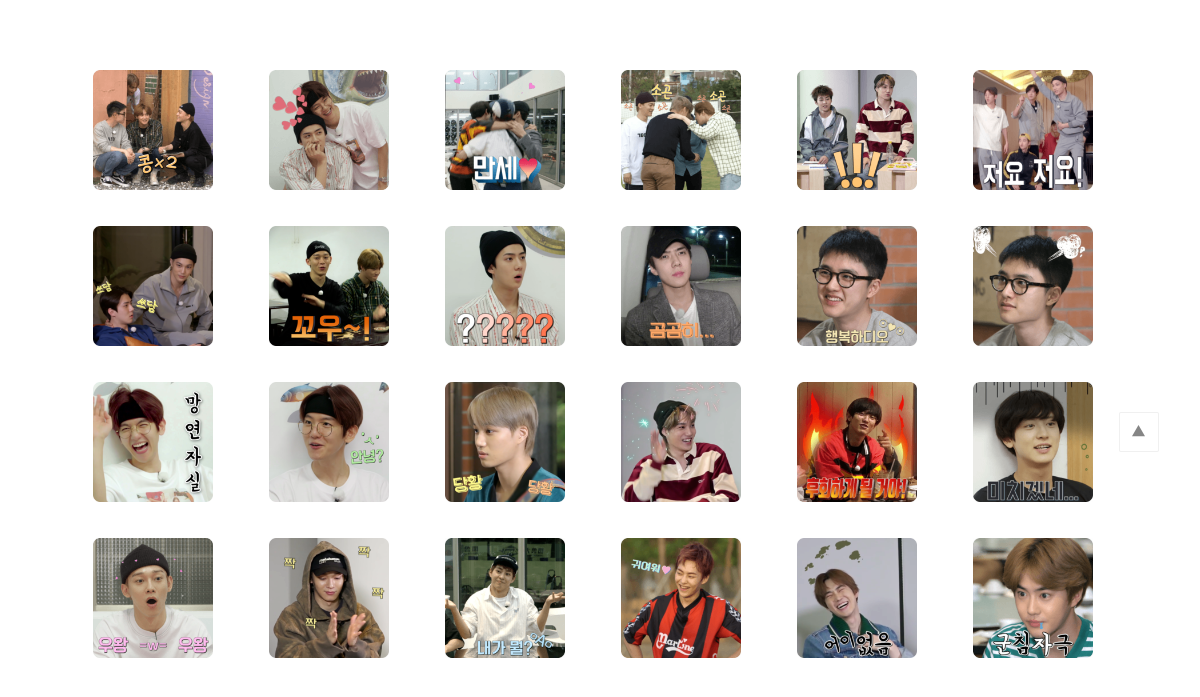 콩×2
만세
소곤
소곤
!!!
저요 저요!
쓰담
쓰담
꼬우~!
?????
곰곰히...
행복하디오
?
망연자실
안녕?
당황
당황
후회하게 될 거야!
미치겠네...
우왕 =w= 우왕
짝
짝
짝
짝
내가 뭘?
귀여워
Martine
어이없음
군침자극